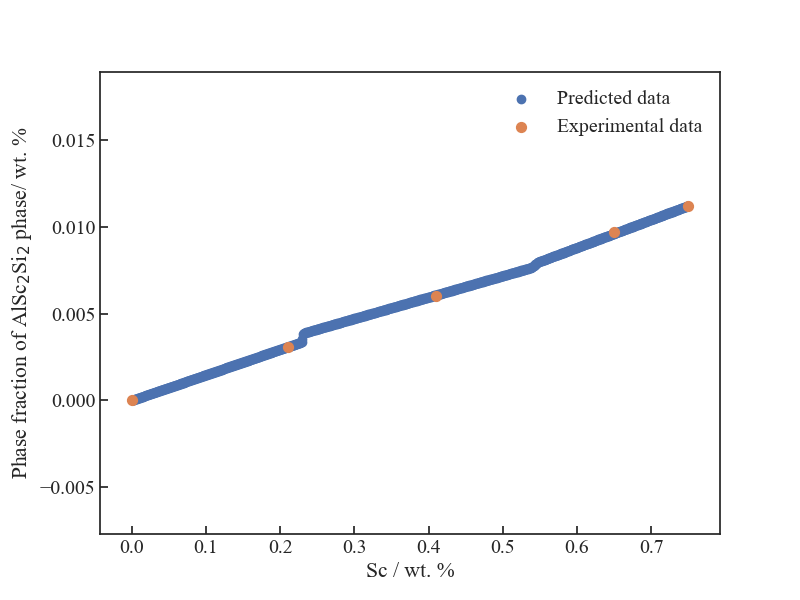 Predicted data
Experimental data
0.015
0.010
0.005
0.000
−0.005
Phase fraction of AlSc2Si2 phase/ wt. %
0.0 0.1 0.2 0.3 0.4 0.5 0.6 0.7
Sc / wt. %